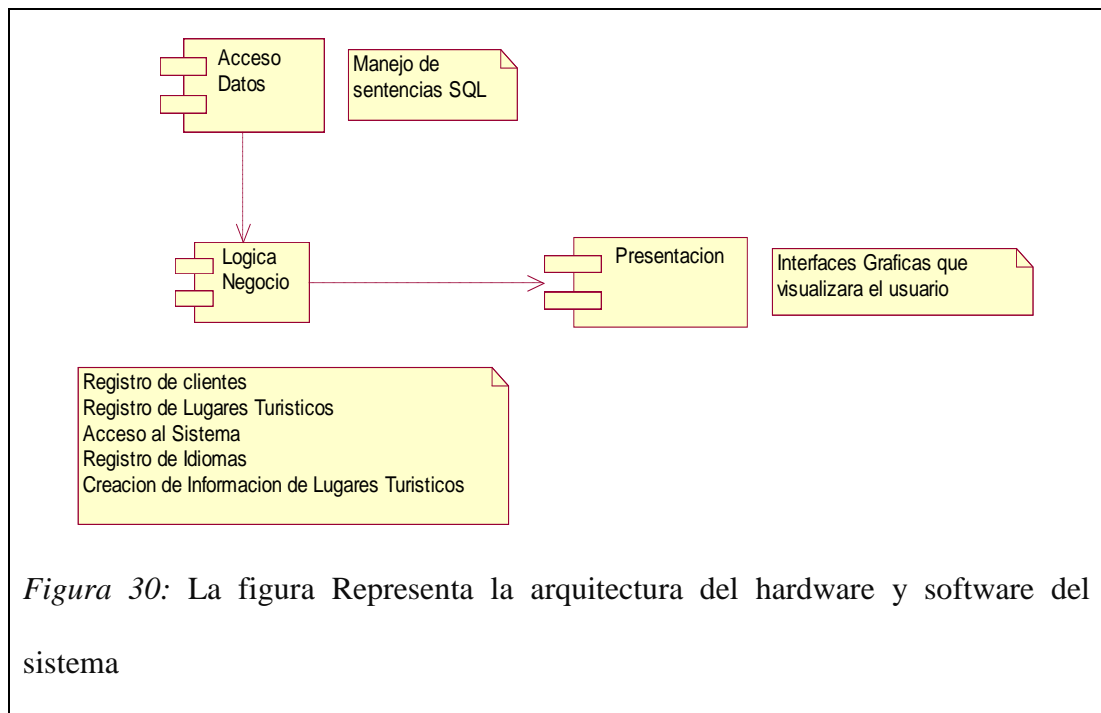 Acceso
Datos
Manejo de
sentencias SQL
Logica
Negocio
Presentacion
Interfaces Graficas que
visualizara el usuario
Registro de clientes
Registro de Lugares Turisticos
Acceso al Sistema
Registro de Idiomas
Creacion de Informacion de Lugares Turisticos
Figura 30: La figura Representa la arquitectura del hardware y software del
sistema